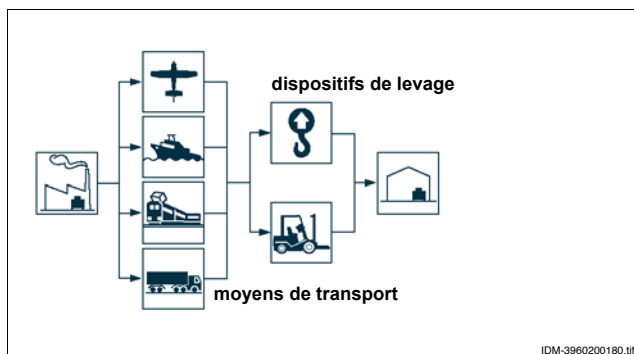 dispositifs de levage
moyens de transport
IDM-3960200180.tif